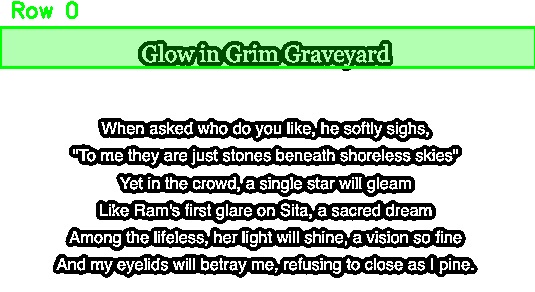 Row 0
Glow in Grim Graveyard
When asked who do you like, he softly sighs,
"To me they are just stones beneath shoreless skies"
Yet in the crowd, a single star will gleam
Like Ram's first glare on Sita, a sacred dream
Among the lifeless, her light will shine, a vision so fine
And my eyelids will betray me, refusing to close as I pine.